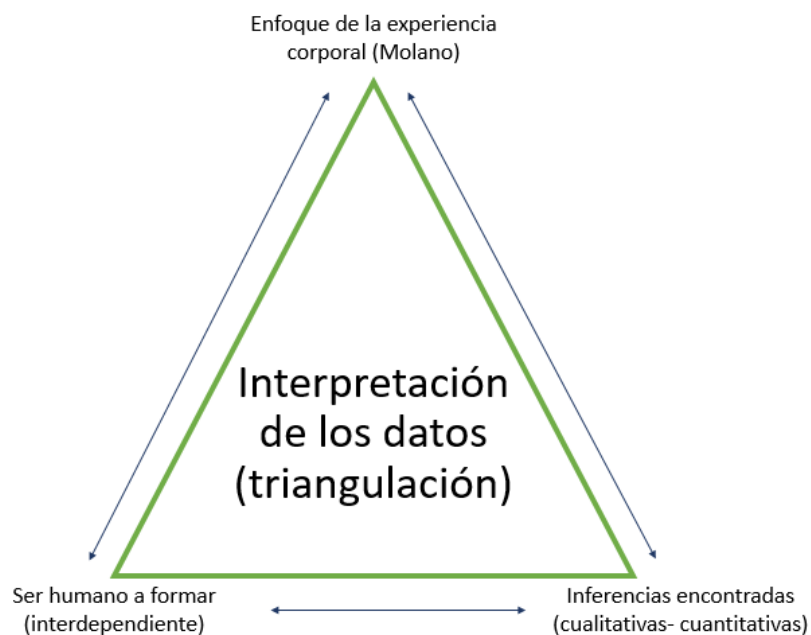 Enfoque de la experiencia
corporal (Molano)
Interpretación
de los datos
(triangulación)
Ser humano a formar
(interdependiente)
Inferencias encontradas
(cualitativas- cuantitativas)